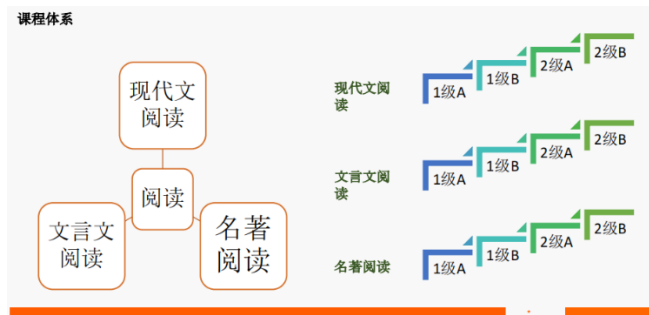 课程体系
现代文
阅读
阅读
文言文
阅读
名著
阅读
现代文阅
读
1级A
1级B
2级A
2级B
文言文阅
读
1级A
1级B
2级A
2级B
名著阅读
1级A
1级B
2级A
2级B